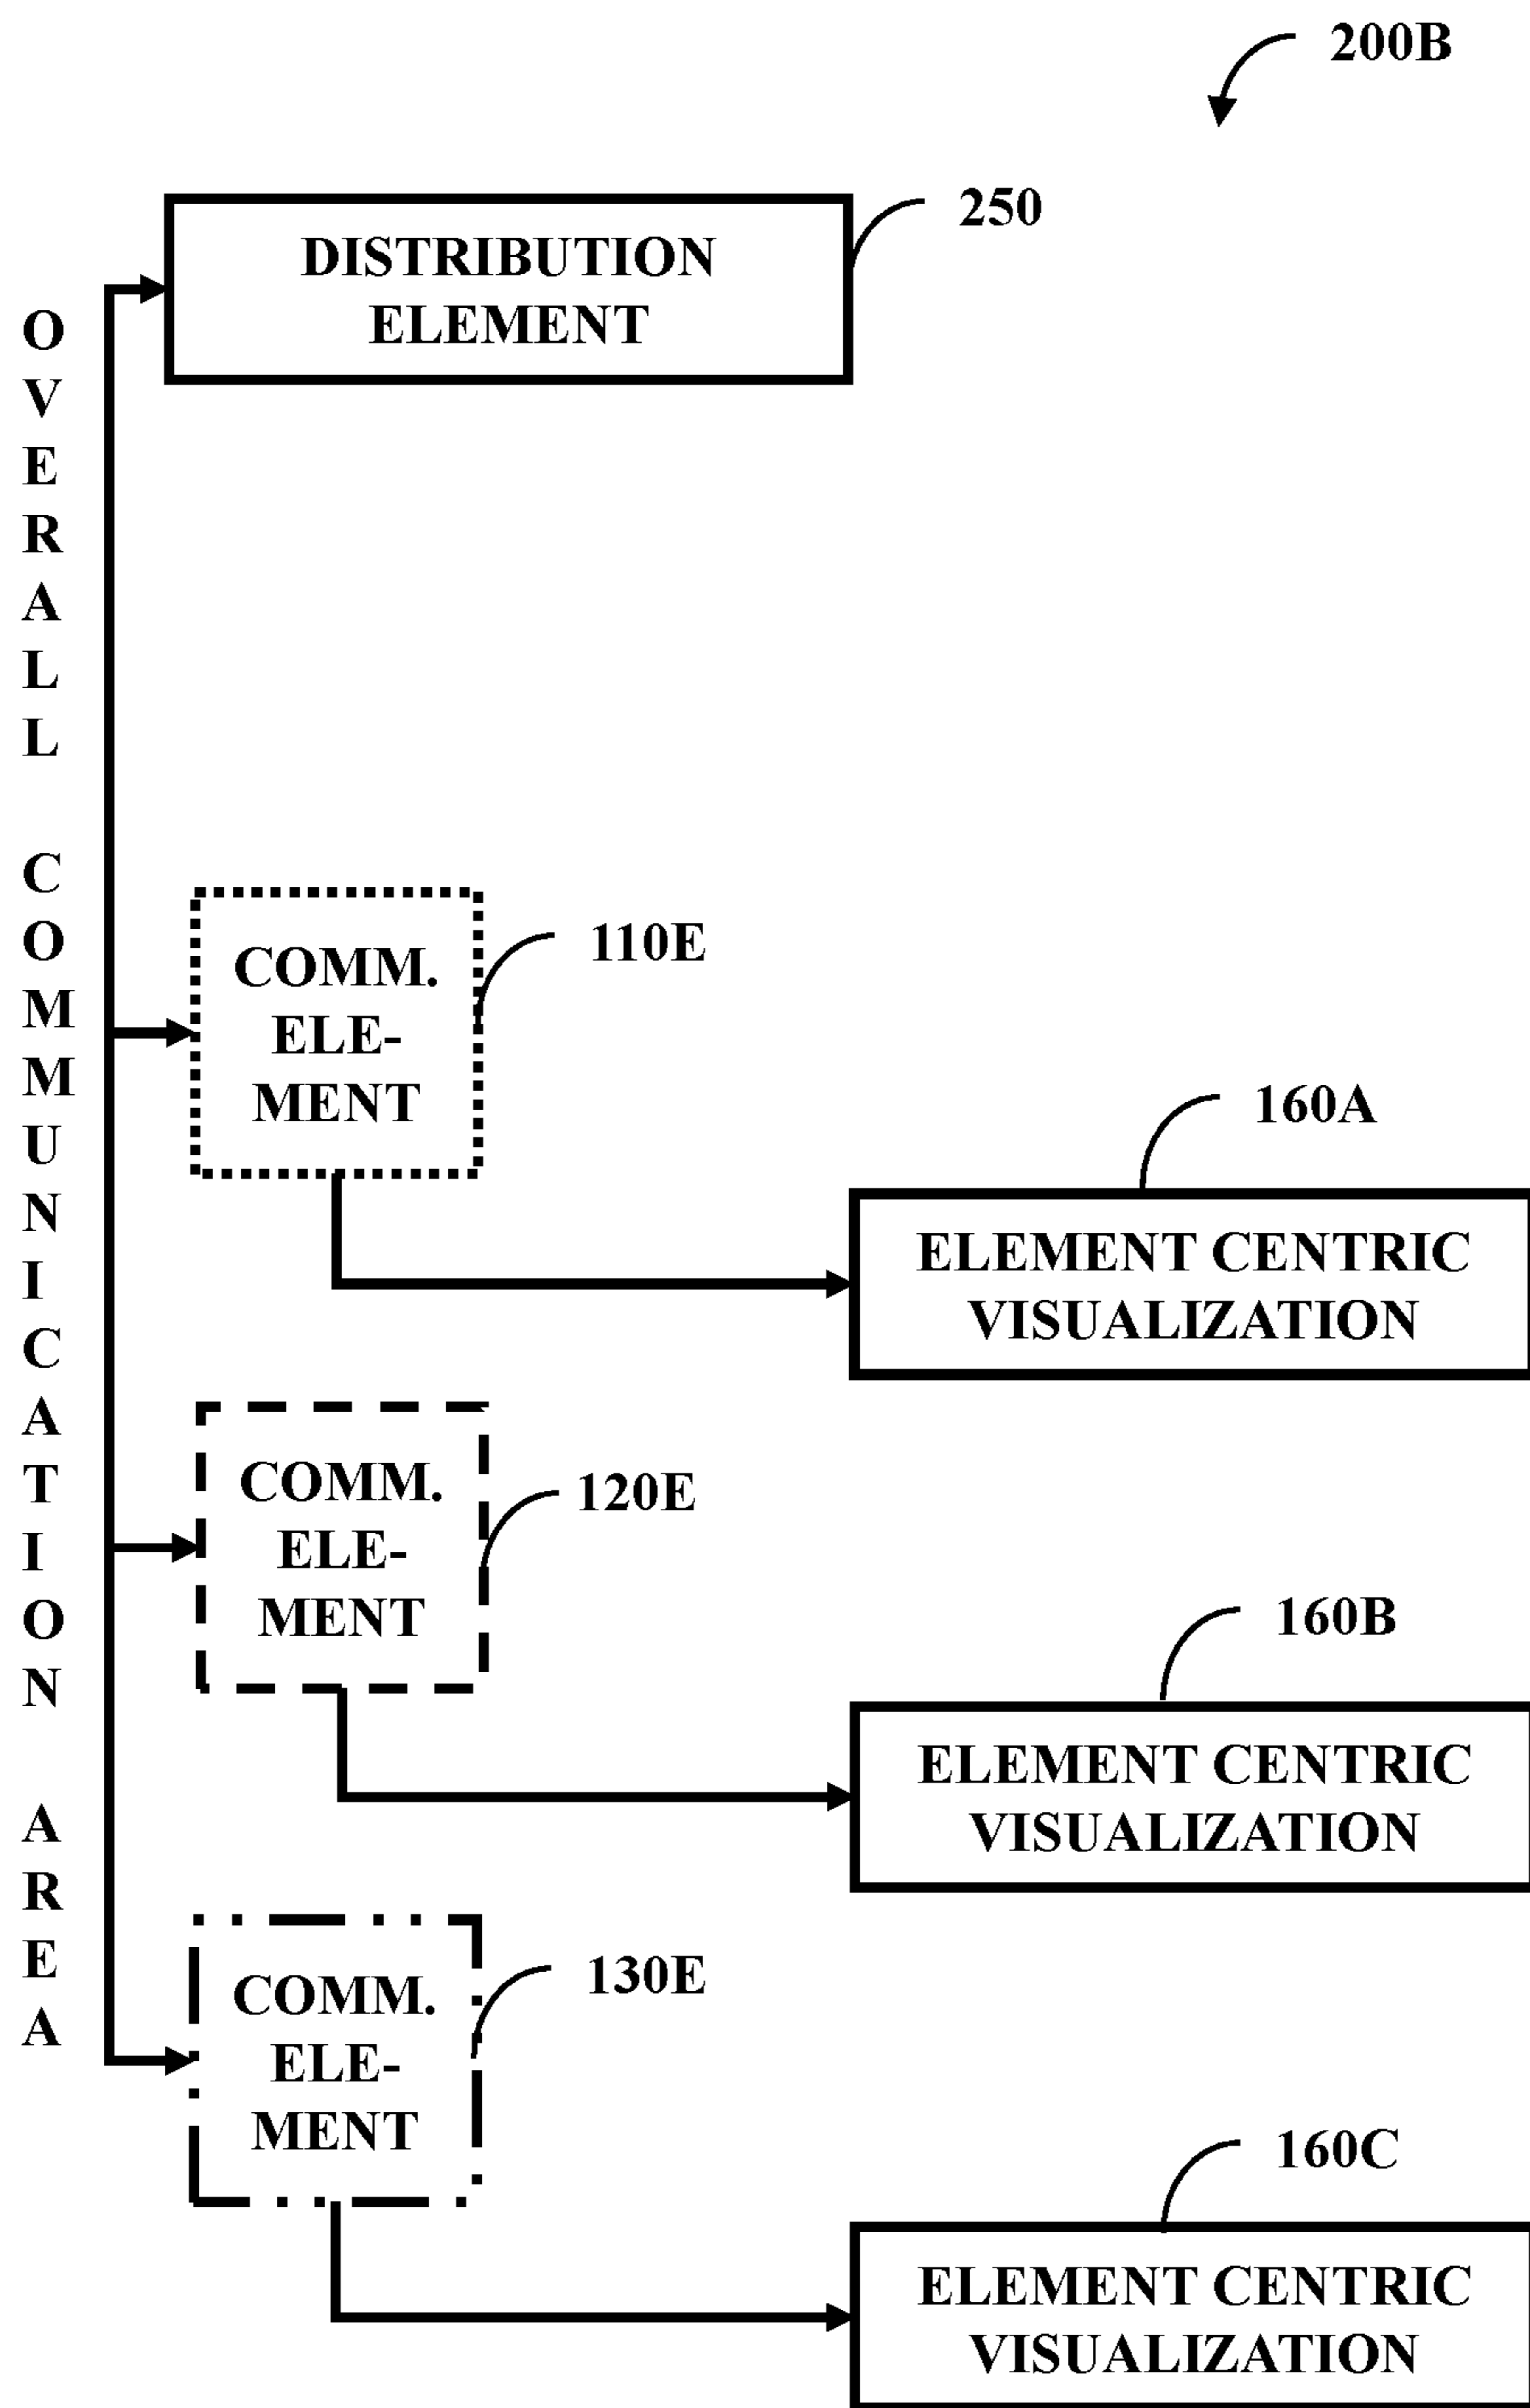 200B
250
DISTRIBUTION
ELEMENT
OVERALL COMMUNICATION AREA
110E
COMM.
ELE-
MENT
160A
ELEMENT CENTRIC
VISUALIZATION
120E
COMM.
ELE-
MENT
160B
ELEMENT CENTRIC
VISUALIZATION
130E
COMM.
ELE-
MENT
160C
ELEMENT CENTRIC
VISUALIZATION